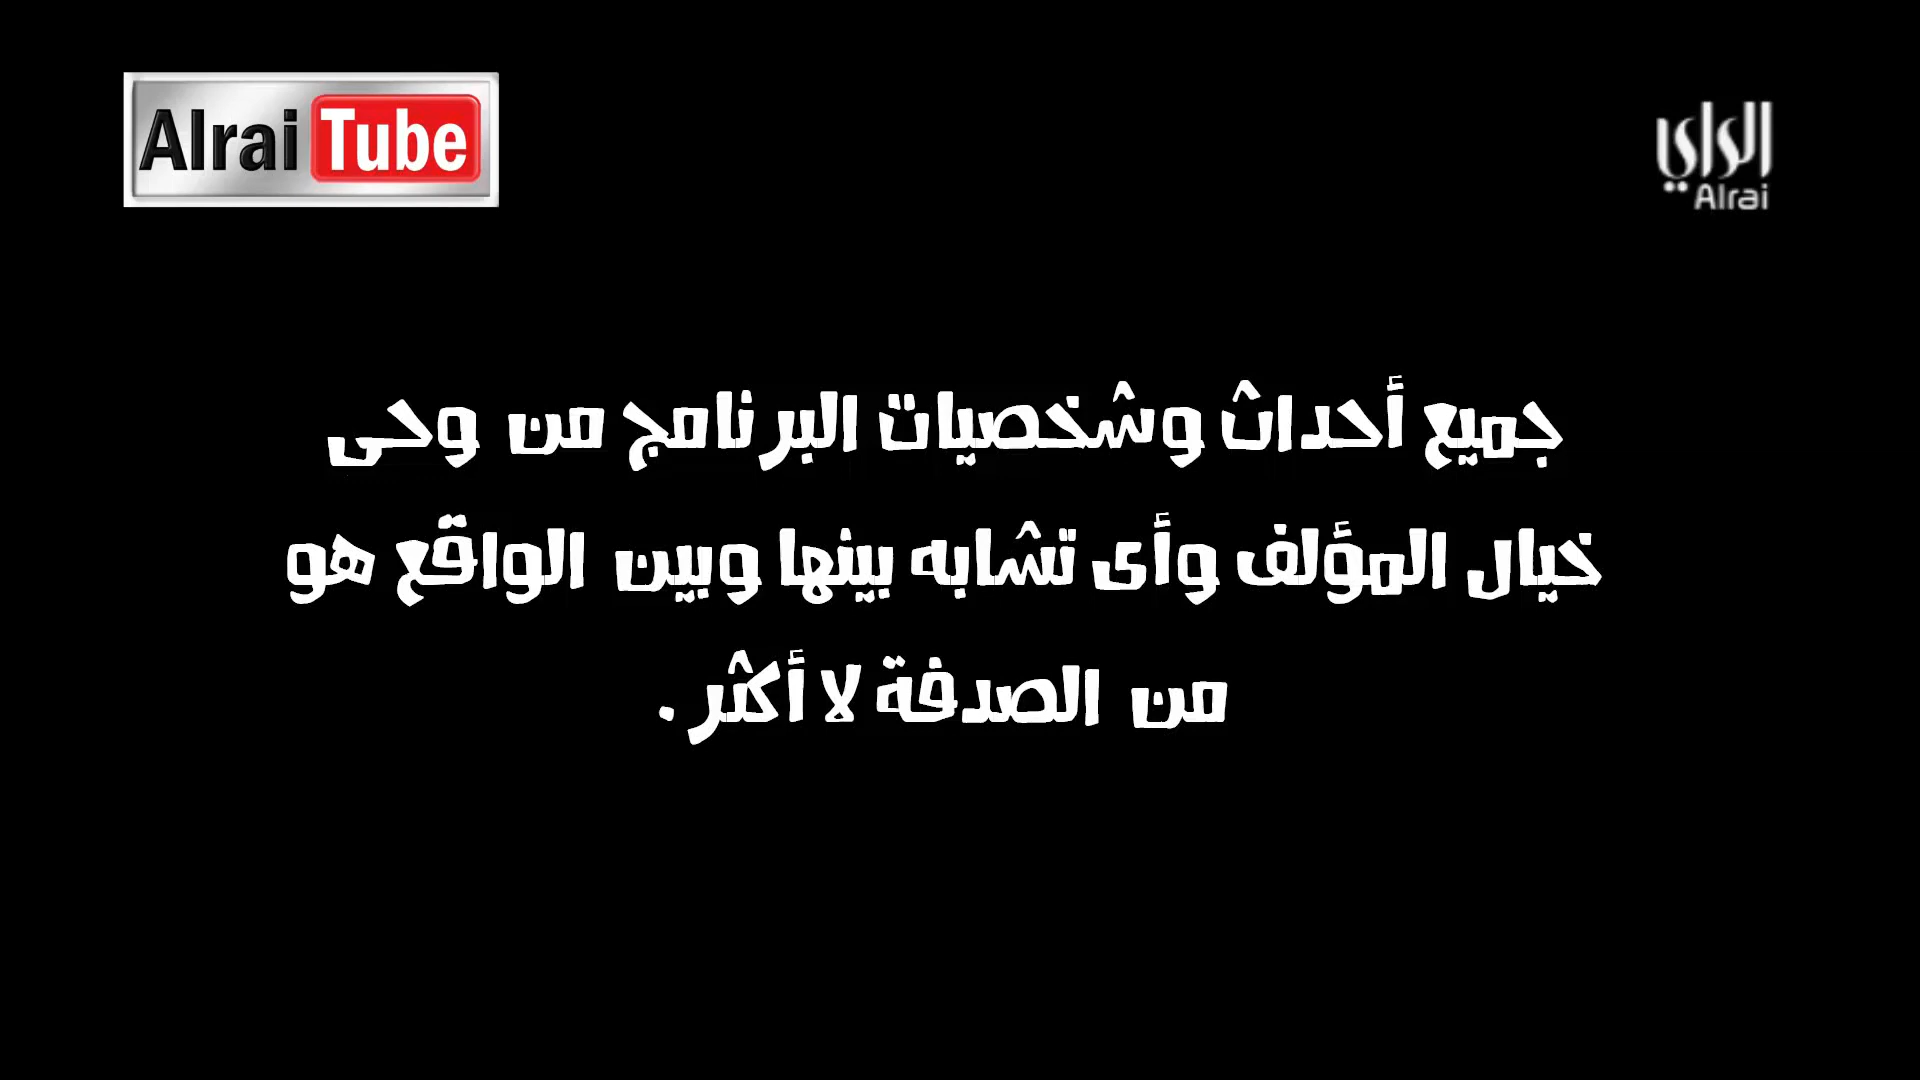 Alrai Tube
الراي
Alrai
جميع أحداث وشخصيات البرنامج من وحى
خيال المؤلف وأى تشابه بينها وبين الواقع هو
من الصدفة لا أكثر .